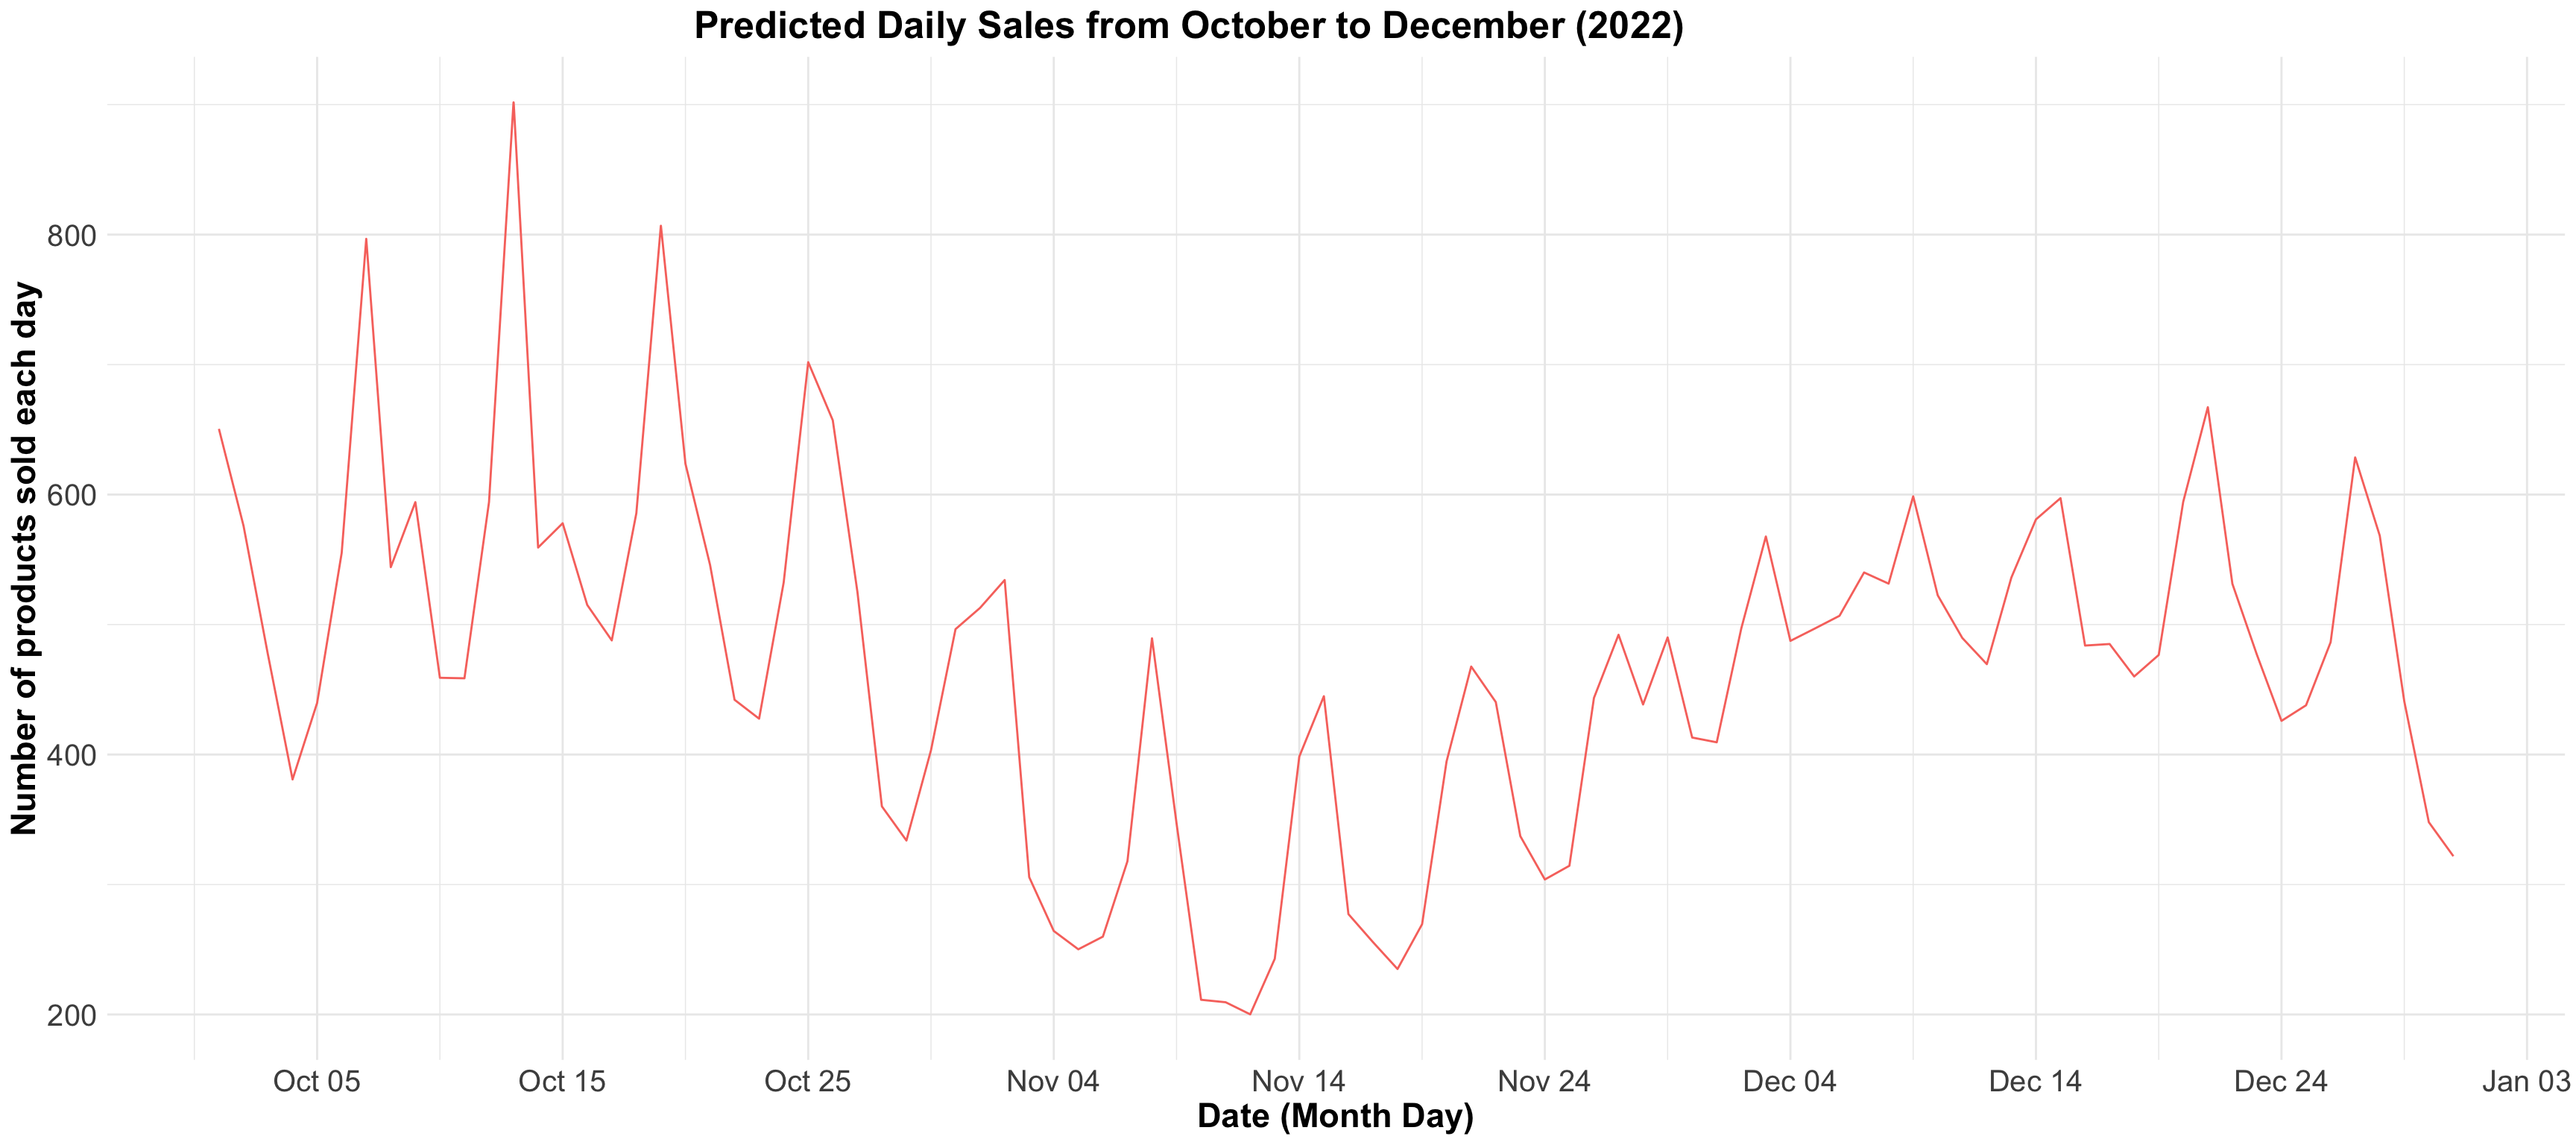 Predicted Daily Sales from October to December (2022)
Number of products sold each day
800
600
400
200
Oct 05
Oct 15
Oct 25
Nov 04
Nov 14
Nov 24
Dec 04
Dec 14
Dec 24
Jan 03
Date (Month Day)